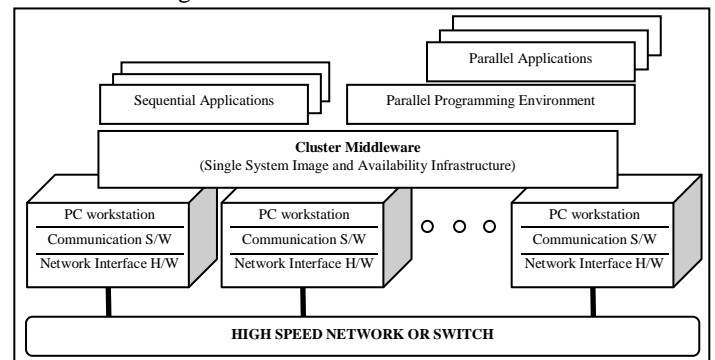 Parallel Applications
Sequential Applications
Parallel Programming Environment
Cluster Middleware
(Single System Image and Availability Infrastructure)
PC workstation
Communication S/W
Network Interface H/W
PC workstation
Communication S/W
Network Interface H/W
PC workstation
Communication S/W
Network Interface H/W
HIGH SPEED NETWORK OR SWITCH